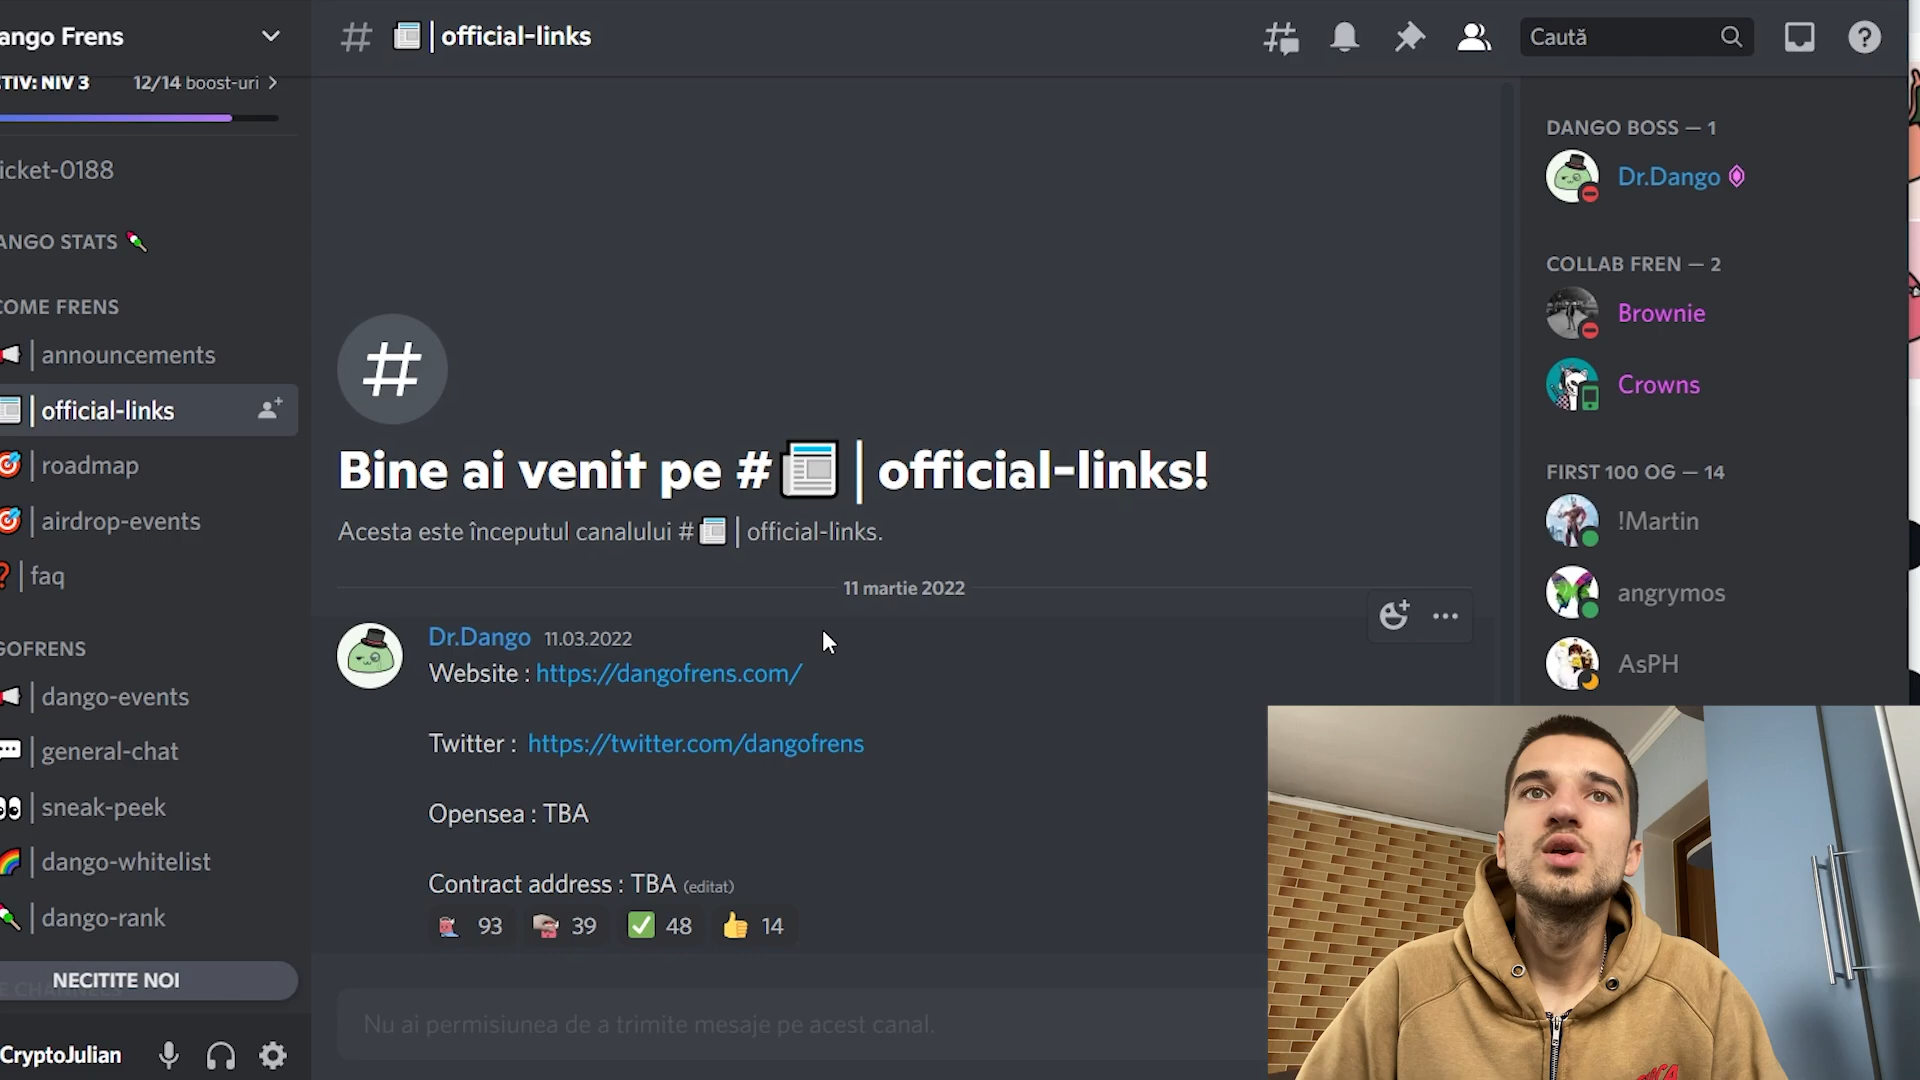 ango Frens
TIV: NIV 3
12/14 boost-uri
icket-0188
ANGO STATS
COME FRENS
| announcements
| official-links
| roadmap
| airdrop-events
| faq
GOFRENS
| dango-events
| general-chat
| sneak-peek
| dango-whitelist
| dango-rank
NECITITE NOI
CryptoJulian
# | official-links
Caută
Bine ai venit pe # | official-links!
Acesta este începutul canalului # | official-links.
11 martie 2022
Dr.Dango 11.03.2022
Website : https://dangofrens.com/
Twitter : https://twitter.com/dangofrens
Opensea : TBA
Contract address : TBA (editat)
93 39 48 14
Nu ai permisiunea de a trimite mesaje pe acest canal.
DANGO BOSS — 1
Dr.Dango
COLLAB FREN — 2
Brownie
Crowns
FIRST 100 OG — 14
!Martin
angrymos
AsPH